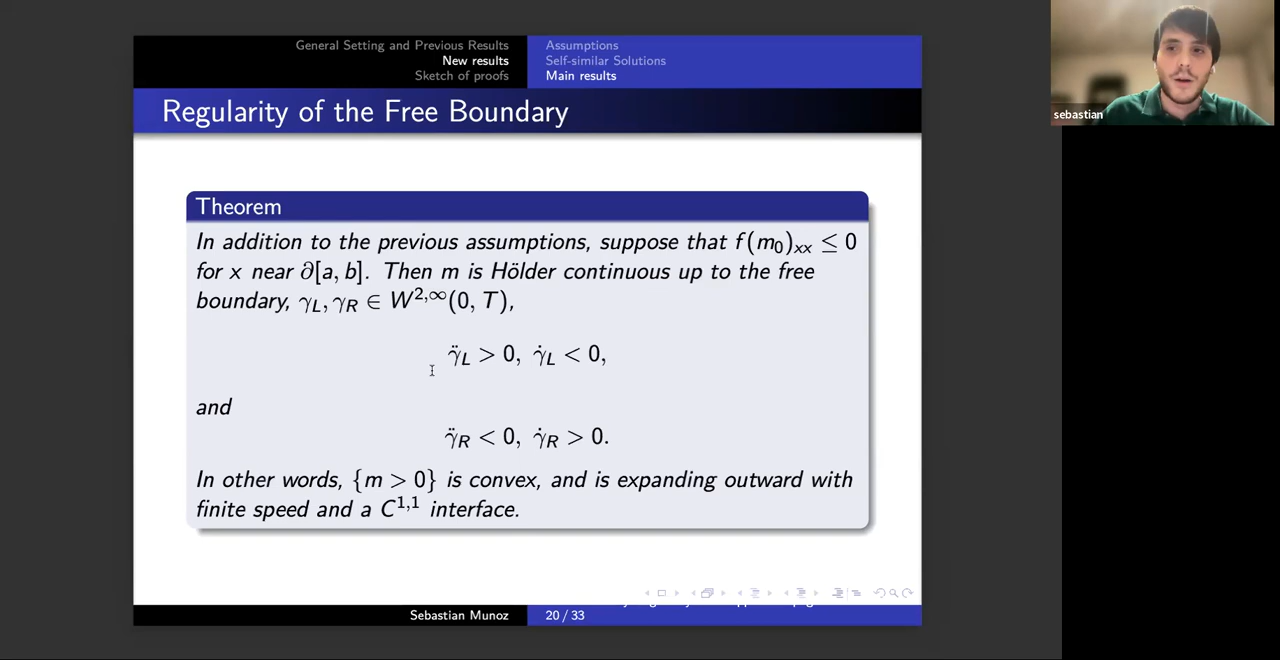 General Setting and Previous Results
New results
Sketch of proofs
Assumptions
Self-similar Solutions
Main results
Regularity of the Free Boundary
Theorem
In addition to the previous assumptions, suppose that f(m₀)ₓₓ ≤ 0
for x near ∂[a, b]. Then m is Hölder continuous up to the free
boundary, γ_L, γ_R ∈ W^{2,∞}(0, T),
γ̈_L > 0, γ̇_L < 0,
and
γ̈_R < 0, γ̇_R > 0.
In other words, {m > 0} is convex, and is expanding outward with
finite speed and a C^{1,1} interface.
Sebastian Munoz
20 / 33
sebastian